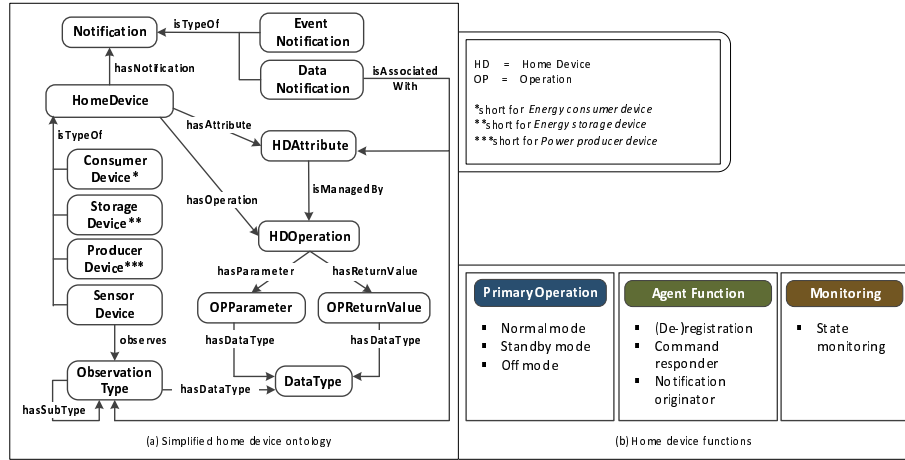 Notification
isTypeOf
Event
Notification
hasNotification
Data
Notification
isAssociated
With
HomeDevice
isTypeOf
hasAttribute
HDAttribute
Consumer
Device*
isManagedBy
Storage
Device**
hasOperation
HDOperation
Producer
Device***
hasParameter
hasReturnValue
Sensor
Device
OPParameter
OPReturnValue
observes
hasDataType
hasDataType
Observation
Type
hasDataType
DataType
hasSubType
(a) Simplified home device ontology
HD = Home Device
OP = Operation
*short for Energy consumer device
**short for Energy storage device
***short for Power producer device
Primary Operation
▪ Normal mode
▪ Standby mode
▪ Off mode
Agent Function
▪ (De-)registration
▪ Command
responder
▪ Notification
originator
Monitoring
▪ State
monitoring
(b) Home device functions